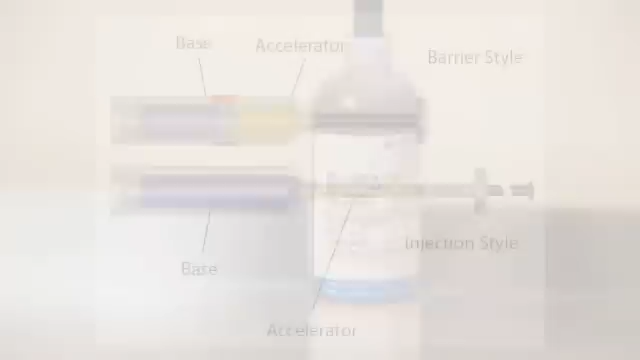 Base
Accelerator
Barrier Style
Injection Style
Base
Accelerator